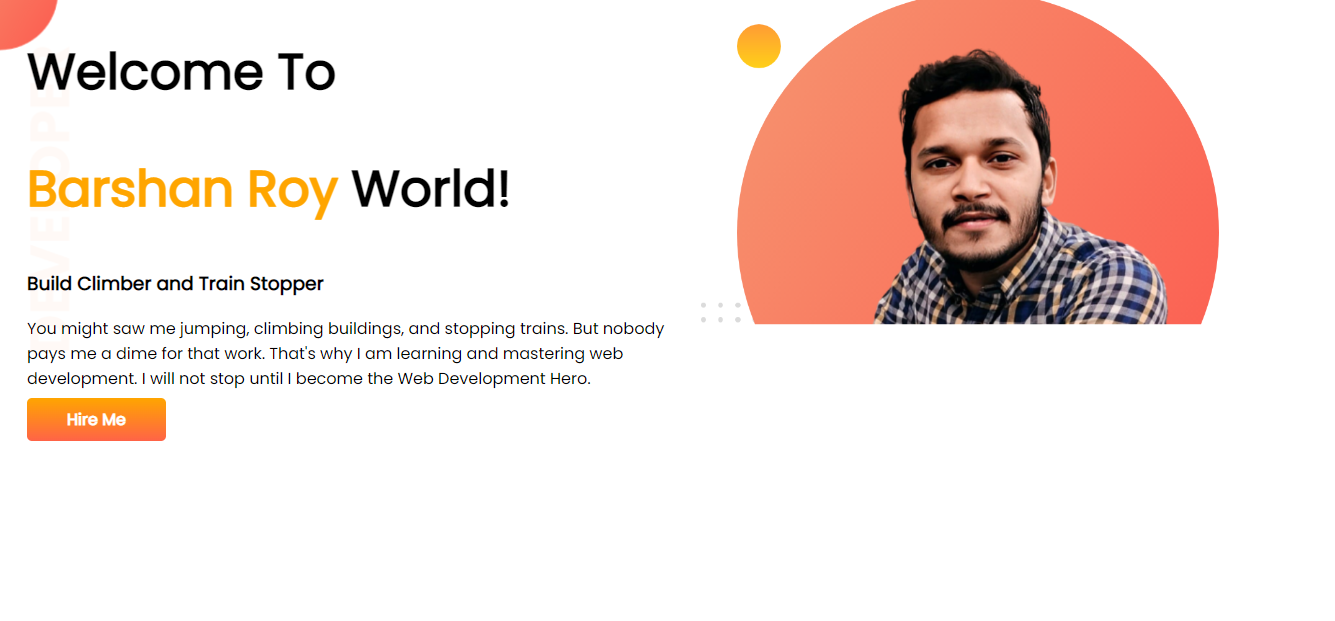 Welcome To
Barshan Roy World!
Build Climber and Train Stopper
You might saw me jumping, climbing buildings, and stopping trains. But nobody
pays me a dime for that work. That's why I am learning and mastering web
development. I will not stop until I become the Web Development Hero.
Hire Me